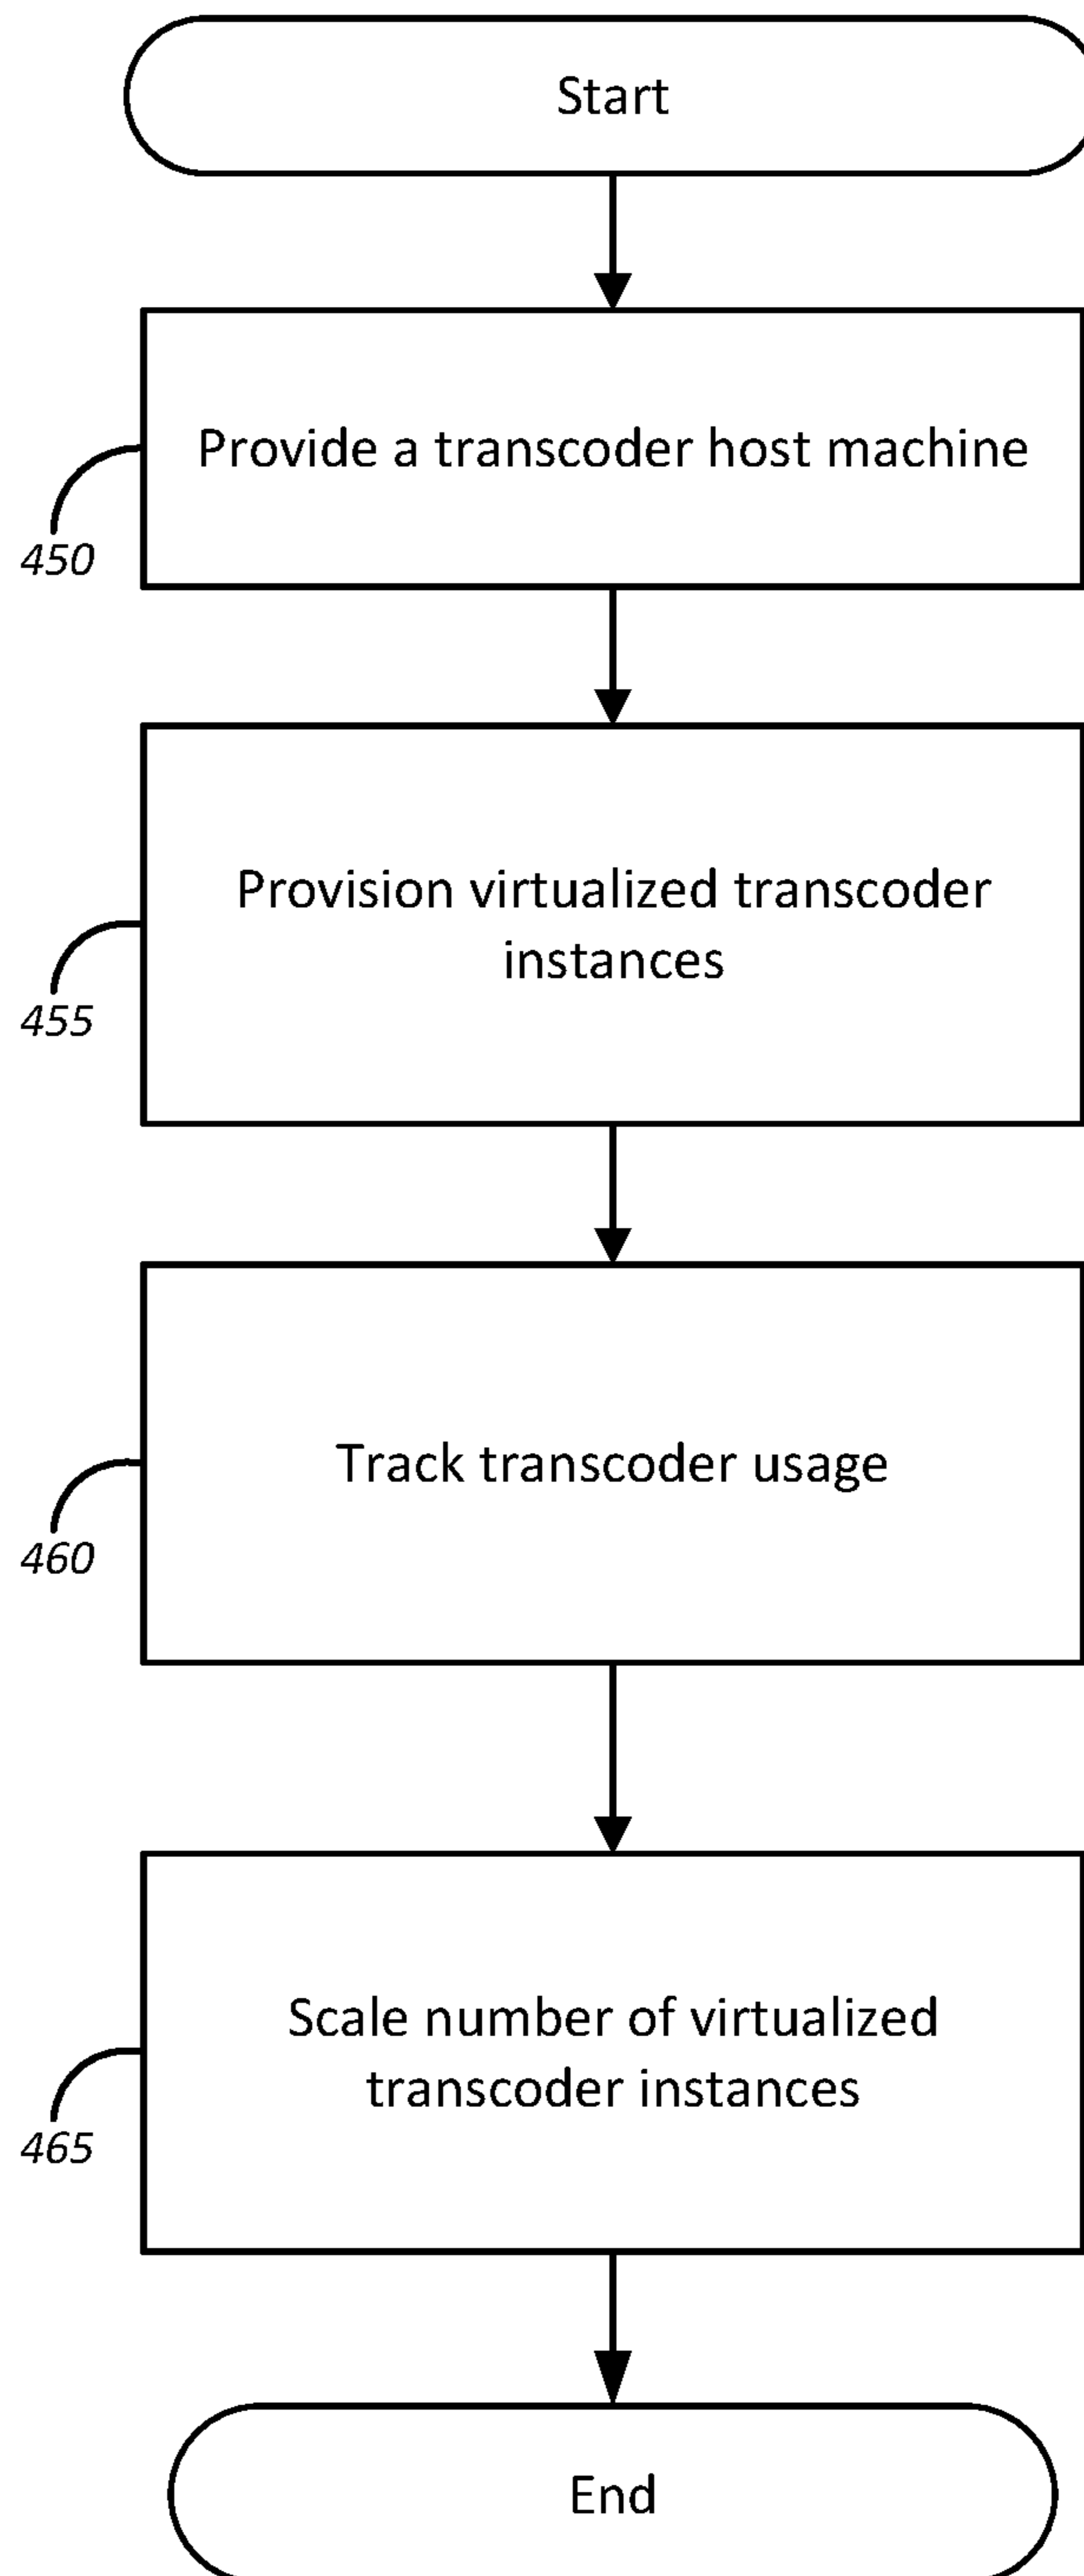 Start
Provide a transcoder host machine
450
Provision virtualized transcoder
instances
455
Track transcoder usage
460
Scale number of virtualized
transcoder instances
465
End